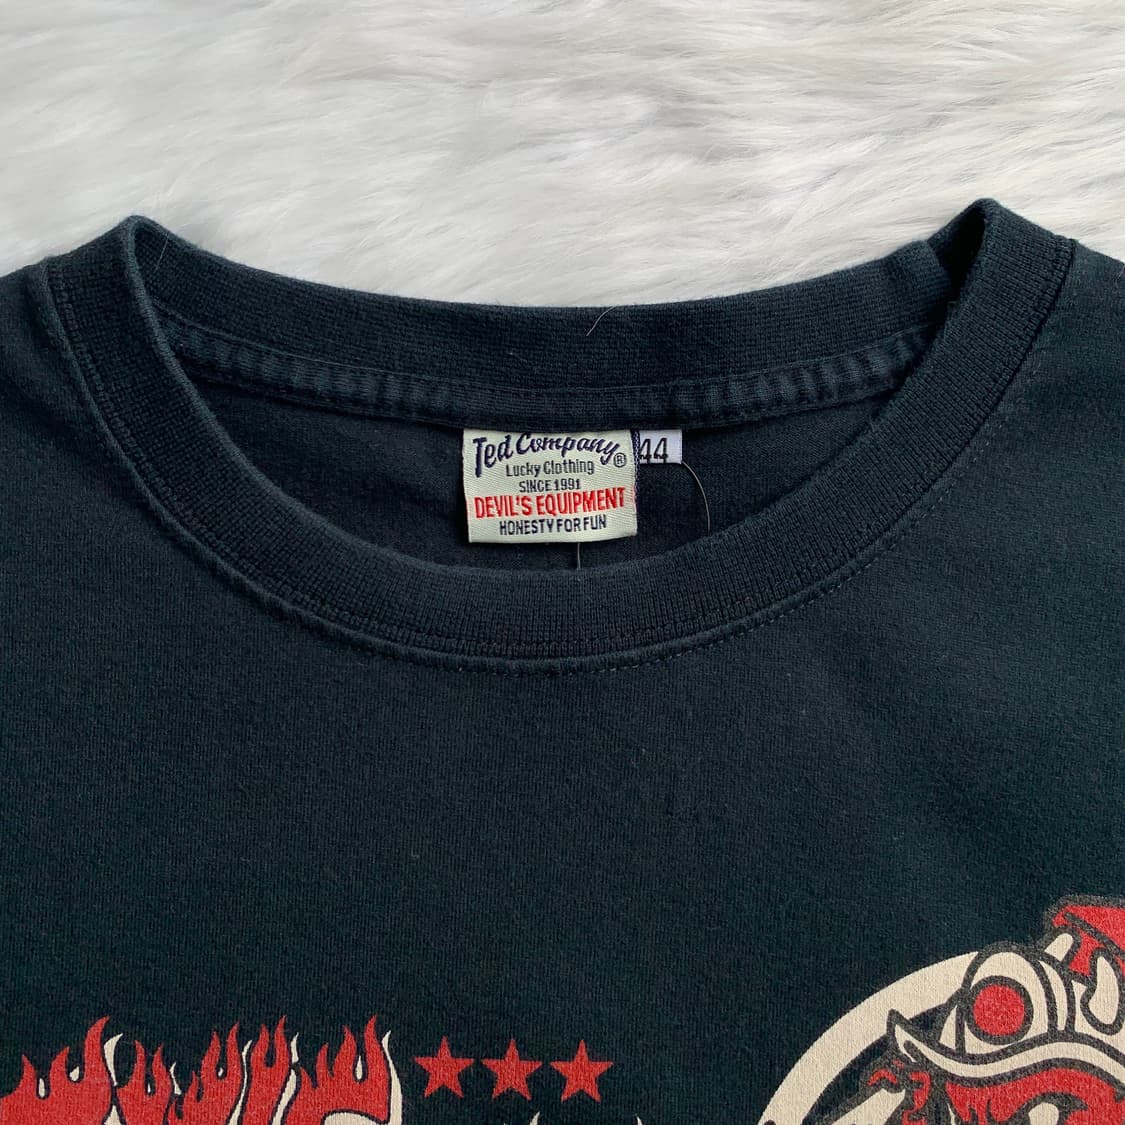 Ted Company®
Lucky Clothing
SINCE 1991
DEVIL'S EQUIPMENT
HONESTY FOR FUN
44